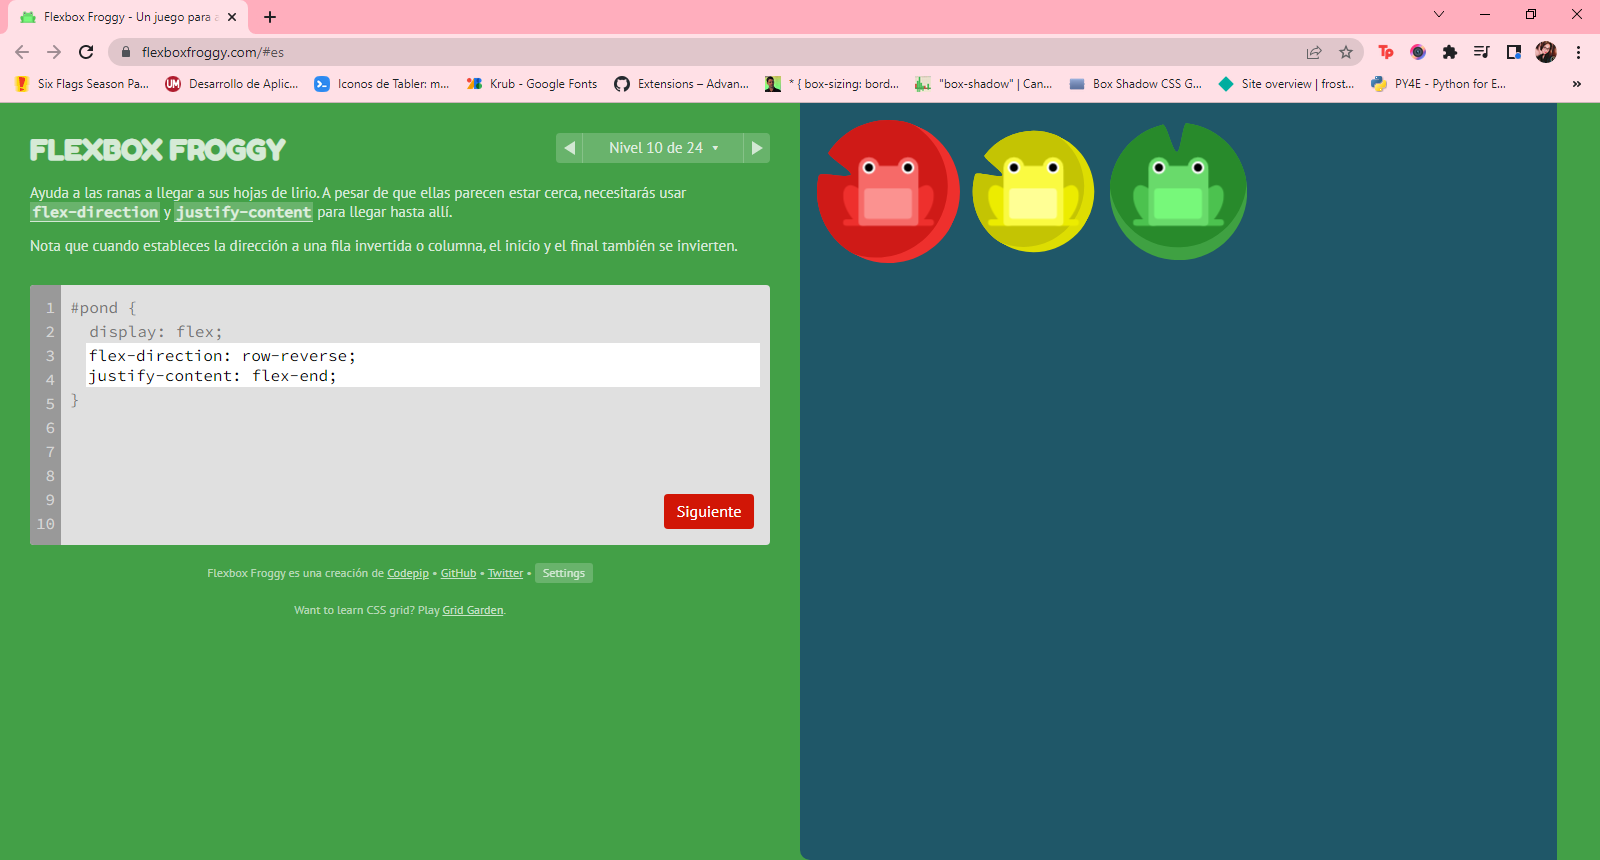 Flexbox Froggy - Un juego para a
flexboxfroggy.com/#es
Six Flags Season Pa... Desarrollo de Aplic... Iconos de Tabler: m... Krub - Google Fonts Extensions – Advan... * { box-sizing: bord... "box-shadow" | Can... Box Shadow CSS G... Site overview | frost... PY4E - Python for E... »
FLEXBOX FROGGY
Nivel 10 de 24
Ayuda a las ranas a llegar a sus hojas de lirio. A pesar de que ellas parecen estar cerca, necesitarás usar
flex-direction y justify-content para llegar hasta allí.
Nota que cuando estableces la dirección a una fila invertida o columna, el inicio y el final también se invierten.
1 #pond {
2 display: flex;
3 flex-direction: row-reverse;
4 justify-content: flex-end;
5 }
6
7
8
9
10
Siguiente
Flexbox Froggy es una creación de Codepip • GitHub • Twitter • Settings
Want to learn CSS grid? Play Grid Garden.